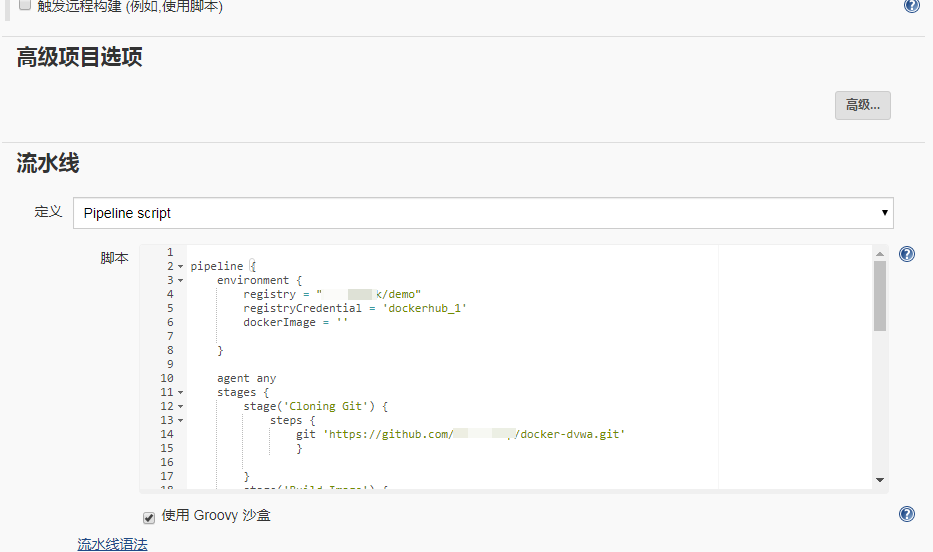 触发远程构建 (例如,使用脚本)
高级项目选项
高级...
流水线
定义 Pipeline script
脚本
1
2 pipeline {
3 environment {
4 registry = "k/demo"
5 registryCredential = 'dockerhub_1'
6 dockerImage = ''
7
8 }
9
10 agent any
11 stages {
12 stage('Cloning Git') {
13 steps {
14 git 'https://github.com//docker-dvwa.git'
15 }
16
17 }
18 stage('Build Image') {
使用 Groovy 沙盒
流水线语法